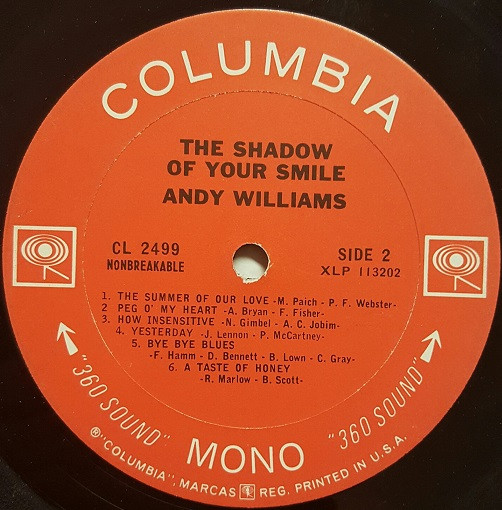 COLUMBIA
THE SHADOW
OF YOUR SMILE
ANDY WILLIAMS
CL 2499
NONBREAKABLE
SIDE 2
XLP 113202
1. THE SUMMER OF OUR LOVE -M. Paich - P. F. Webster-
2 PEG O' MY HEART -A. Bryan - F. Fisher-
3. HOW INSENSITIVE -N. Gimbel - A. C. Jobim-
4. YESTERDAY -J. Lennon - P. McCartney-
5. BYE BYE BLUES
-F. Hamm - D. Bennett - B. Lown - C. Gray-
6. A TASTE OF HONEY
-R. Marlow - B. Scott-
"360 SOUND"
MONO
"360 SOUND"
® "COLUMBIA", MARCAS REG. PRINTED IN U.S.A.